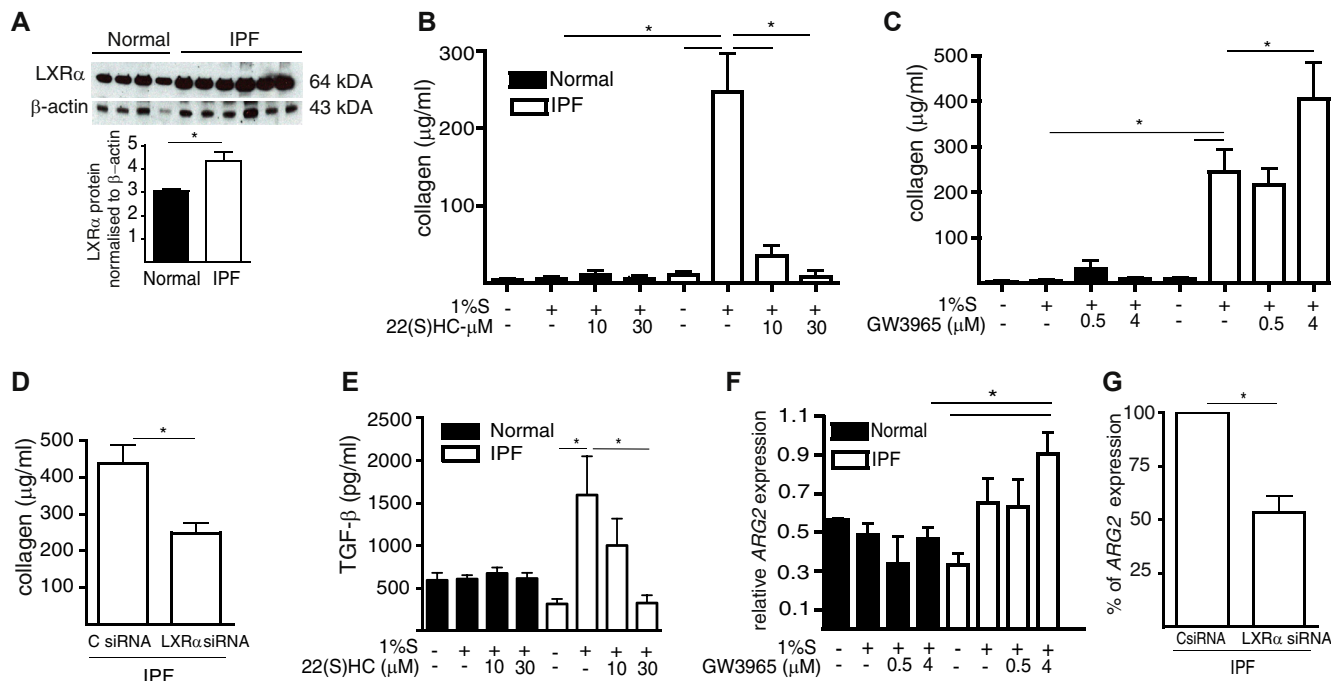 A
Normal IPF
LXRα 64 kDA
β-actin 43 kDA
*
5
4
3
2
1
LXRα protein
normalised to β-actin
Normal IPF
B
* *
300
200
100
collagen (μg/ml)
Normal
IPF
1%S - + + + - + + +
22(S)HC-μM - - 10 30 - - 10 30
C
*
*
500
400
300
200
100
collagen (μg/ml)
1%S - + + + - + + +
GW3965 (μM) - - 0.5 4 - - 0.5 4
D
*
500
400
300
200
100
collagen (μg/ml)
C siRNA LXRα siRNA
IPF
E
2500
2000
1500
1000
500
TGF-β (pg/ml)
Normal
IPF
* *
1%S - + + + - + + +
22(S)HC (μM) - - 10 30 - - 10 30
F
*
1.1
0.9
0.7
0.5
0.3
0.1
relative ARG2 expression
Normal
IPF
1%S - + + + - + + +
GW3965 (μM) - - 0.5 4 - - 0.5 4
G
*
100
75
50
25
% of ARG2 expression
CsiRNA LXRα siRNA
IPF